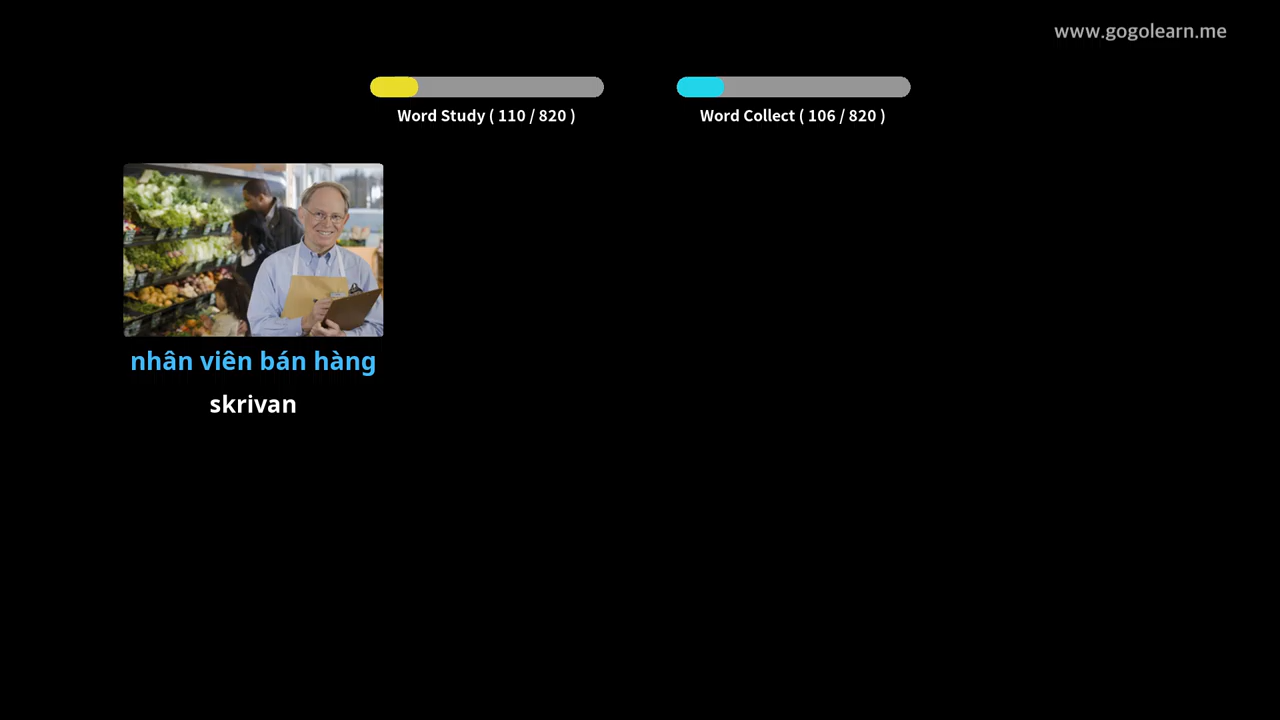 www.gogolearn.me
Word Study ( 110 / 820 )
Word Collect ( 106 / 820 )
nhân viên bán hàng
skrivan